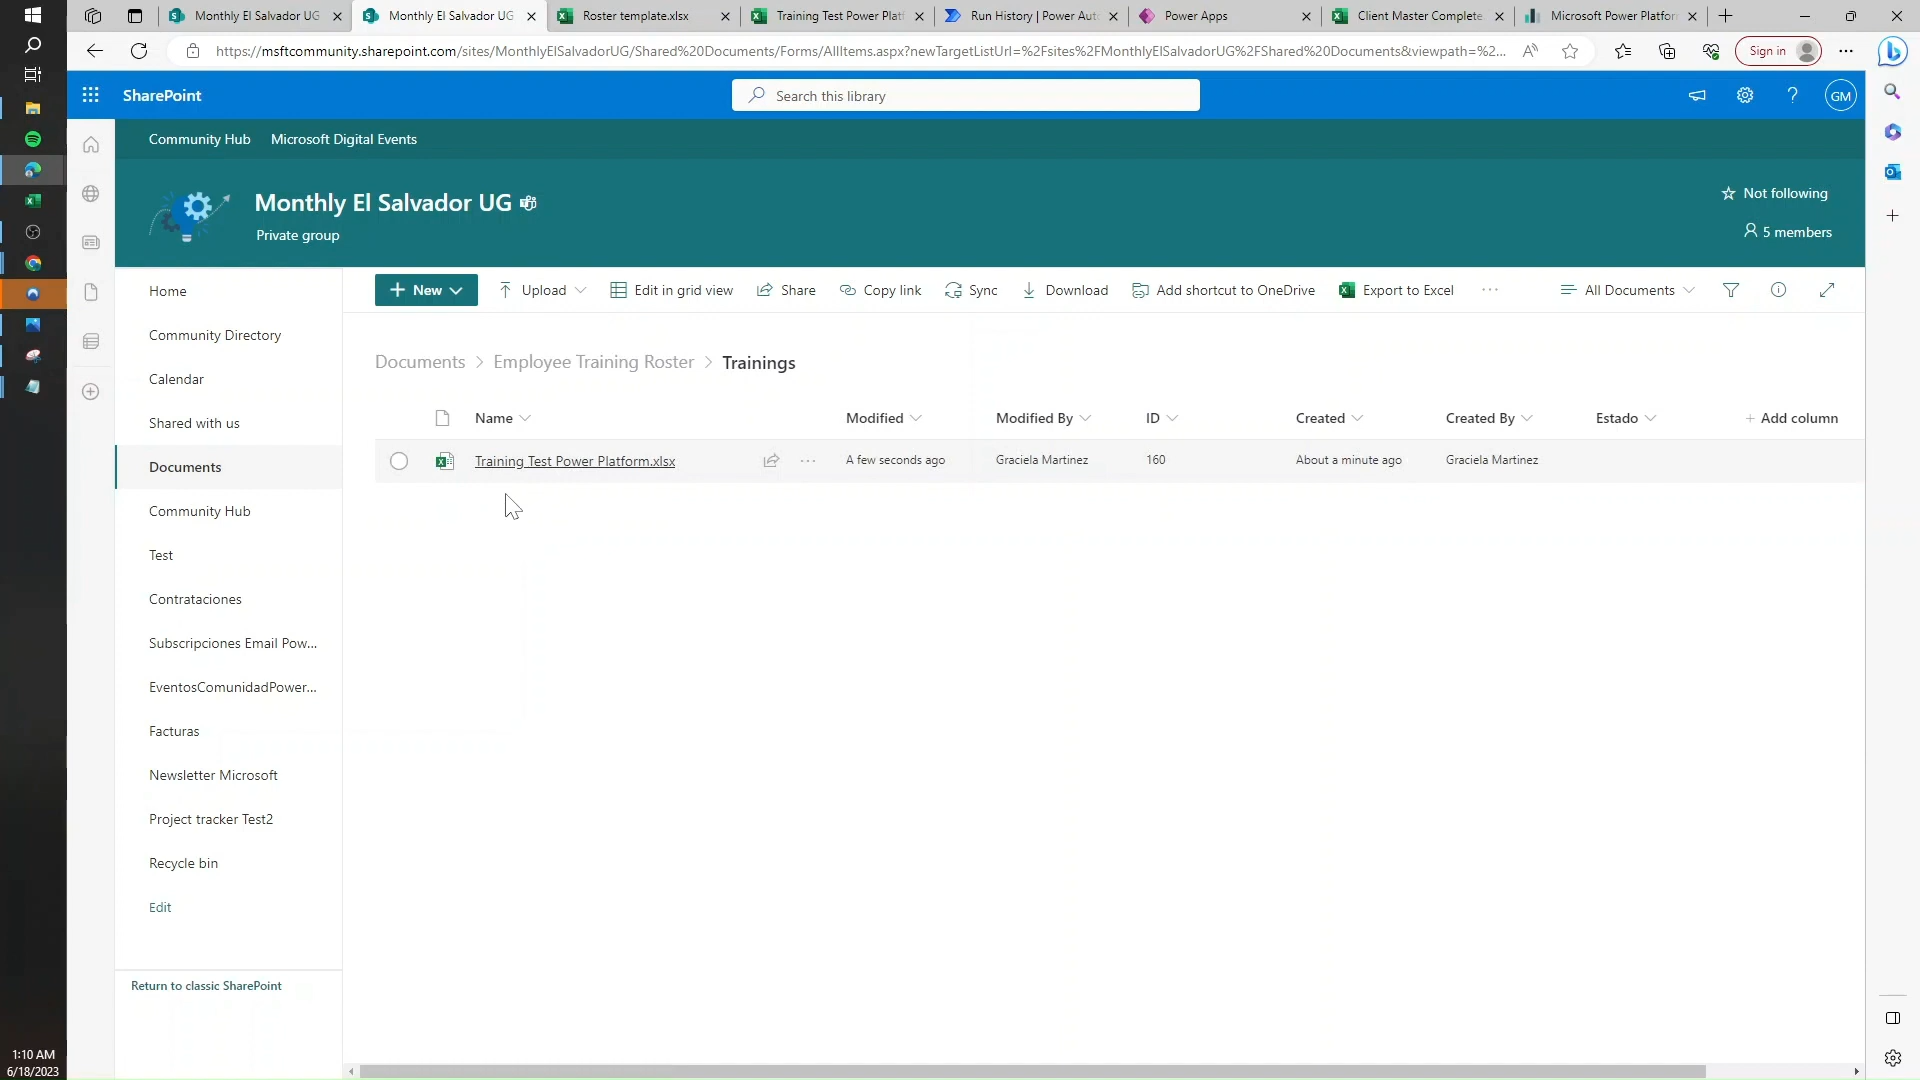 Monthly El Salvador UG
Monthly El Salvador UG
Roster template.xlsx
Training Test Power Platf
Run History | Power Aut
Power Apps
Client Master Complete
Microsoft Power Platfor
https://msftcommunity.sharepoint.com/sites/MonthlyElSalvadorUG/Shared%20Documents/Forms/AllItems.aspx?newTargetListUrl=%2Fsites%2FMonthlyElSalvadorUG%2FShared%20Documents&viewpath=%2...
Sign in
SharePoint
Search this library
GM
Community Hub
Microsoft Digital Events
Monthly El Salvador UG
Private group
Not following
5 members
Home
Community Directory
Calendar
Shared with us
Documents
Community Hub
Test
Contrataciones
Subscripciones Email Pow...
EventosComunidadPower...
Facturas
Newsletter Microsoft
Project tracker Test2
Recycle bin
Edit
Return to classic SharePoint
New
Upload
Edit in grid view
Share
Copy link
Sync
Download
Add shortcut to OneDrive
Export to Excel
All Documents
Documents > Employee Training Roster > Trainings
Name
Modified
Modified By
ID
Created
Created By
Estado
+ Add column
Training Test Power Platform.xlsx
A few seconds ago
Graciela Martinez
160
About a minute ago
Graciela Martinez
1:10 AM
6/18/2023